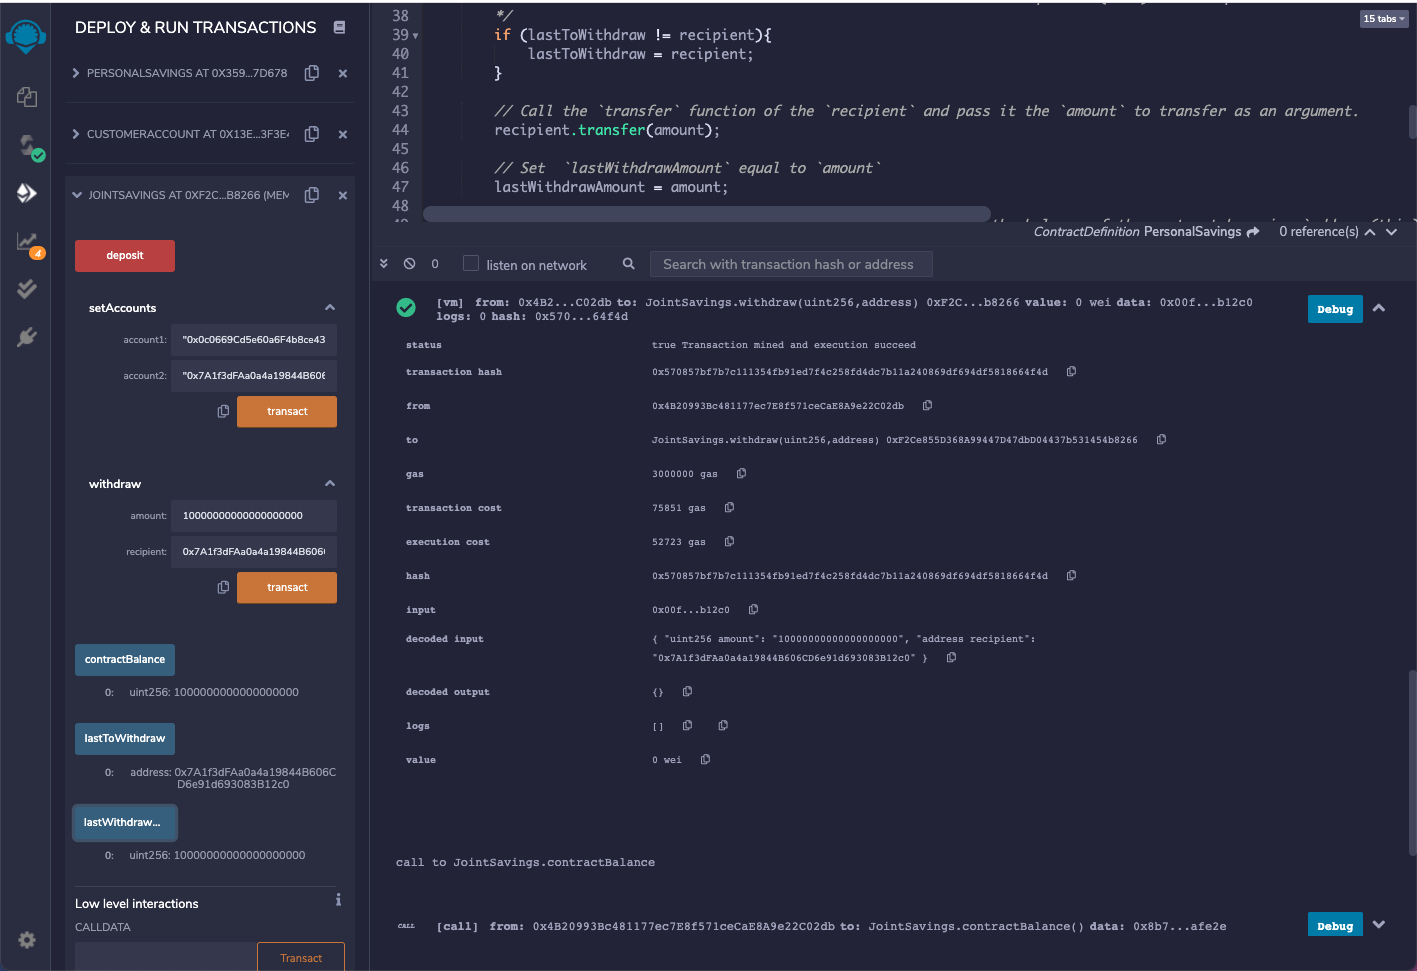 DEPLOY & RUN TRANSACTIONS
PERSONALSAVINGS AT 0X359...7D678
CUSTOMERACCOUNT AT 0X13E...3F3E4
JOINTSAVINGS AT 0XF2C...B8266 (MEM
deposit
setAccounts
account1: "0x0c0669Cd5e60a6F4b8ce43
account2: "0x7A1f3dFAa0a4a19844B606
transact
withdraw
amount: 10000000000000000000
recipient: 0x7A1f3dFAa0a4a19844B606
transact
contractBalance
0: uint256: 1000000000000000000
lastToWithdraw
0: address: 0x7A1f3dFAa0a4a19844B606C
D6e91d693083B12c0
lastWithdraw...
0: uint256: 10000000000000000000
Low level interactions
CALLDATA
Transact
4
15 tabs
38 */
39 if (lastToWithdraw != recipient){
40 lastToWithdraw = recipient;
41 }
42
43 // Call the `transfer` function of the `recipient` and pass it the `amount` to transfer as an argument.
44 recipient.transfer(amount);
45
46 // Set  `lastWithdrawAmount` equal to `amount`
47 lastWithdrawAmount = amount;
48
ContractDefinition PersonalSavings 0 reference(s)
0 listen on network Search with transaction hash or address
[vm] from: 0x4B2...C02db to: JointSavings.withdraw(uint256,address) 0xF2C...b8266 value: 0 wei data: 0x00f...b12c0
logs: 0 hash: 0x570...64f4d
Debug
status true Transaction mined and execution succeed
transaction hash 0x570857bf7b7c111354fb91ed7f4c258fd4dc7b11a240869df694df5818664f4d
from 0x4B20993Bc481177ec7E8f571ceCaE8A9e22C02db
to JointSavings.withdraw(uint256,address) 0xF2Ce855D368A99447D47dbD04437b531454b8266
gas 3000000 gas
transaction cost 75851 gas
execution cost 52723 gas
hash 0x570857bf7b7c111354fb91ed7f4c258fd4dc7b11a240869df694df5818664f4d
input 0x00f...b12c0
decoded input { "uint256 amount": "10000000000000000000", "address recipient":
"0x7A1f3dFAa0a4a19844B606CD6e91d693083B12c0" }
decoded output {}
logs []
value 0 wei
call to JointSavings.contractBalance
CALL [call] from: 0x4B20993Bc481177ec7E8f571ceCaE8A9e22C02db to: JointSavings.contractBalance() data: 0x8b7...afe2e
Debug